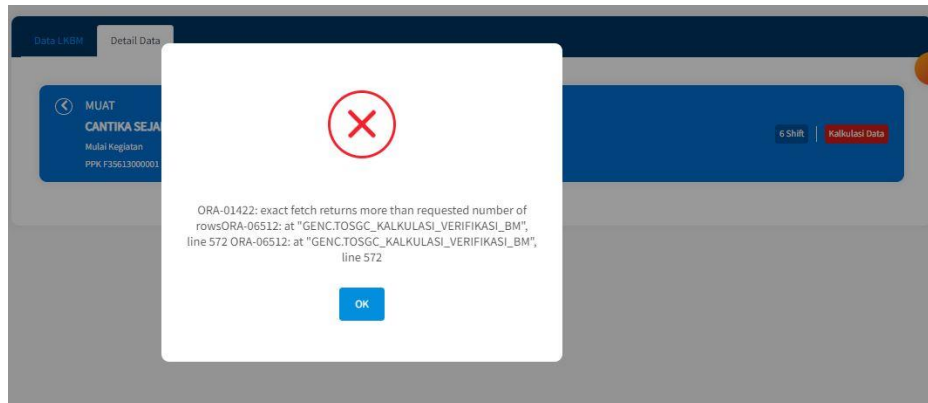 Data LKBM
Detail Data
MUAT
CANTIKA SEJA
Mulai Kegiatan
PPK F35613000001
6 Shift
Kalkulasi Data
ORA-01422: exact fetch returns more than requested number of
rowsORA-06512: at "GENC.TOSGC_KALKULASI_VERIFIKASI_BM",
line 572 ORA-06512: at "GENC.TOSGC_KALKULASI_VERIFIKASI_BM",
line 572
OK